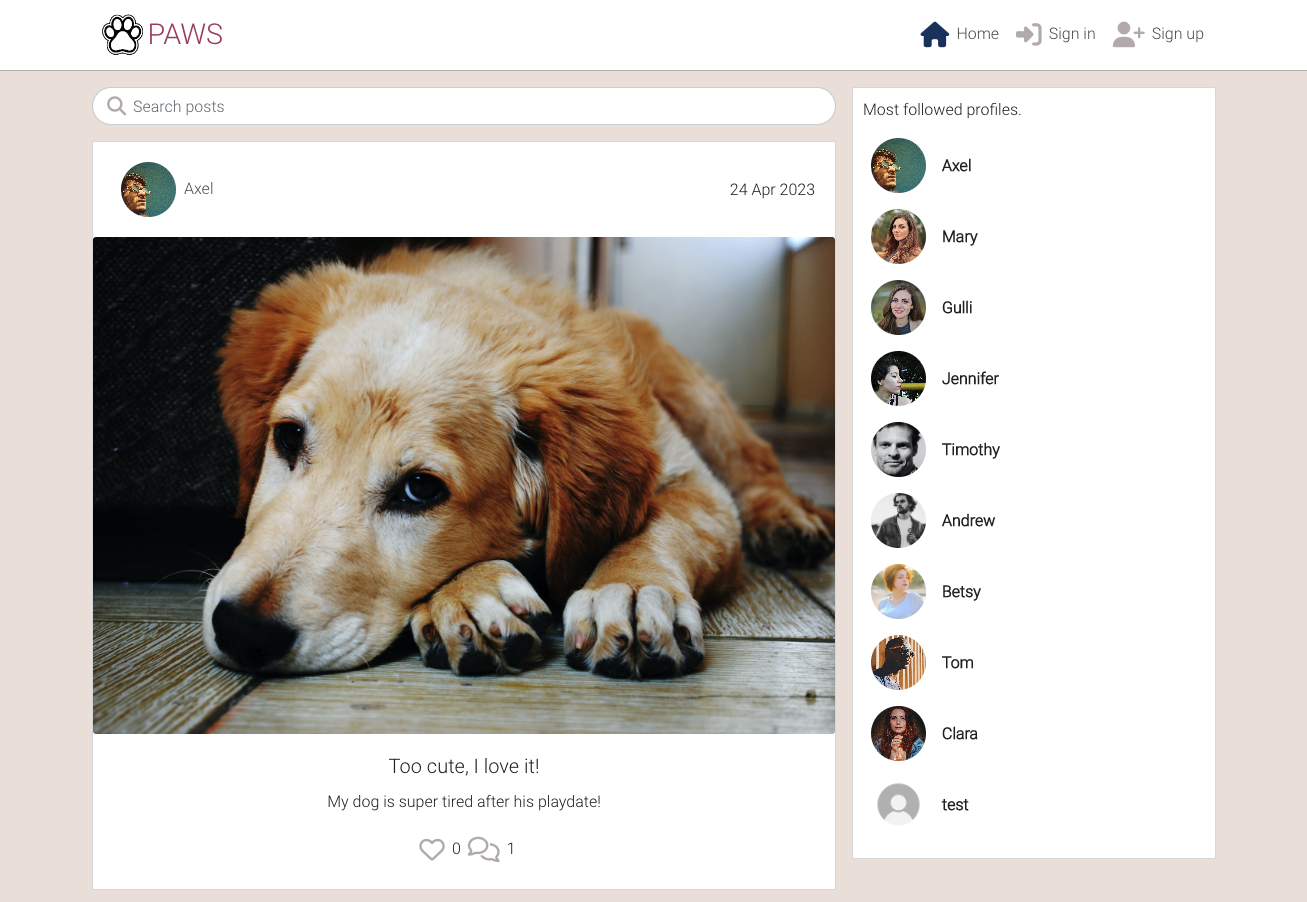 PAWS
Home
Sign in
Sign up
Search posts
Axel
24 Apr 2023
Too cute, I love it!
My dog is super tired after his playdate!
0
1
Most followed profiles.
Axel
Mary
Gulli
Jennifer
Timothy
Andrew
Betsy
Tom
Clara
test